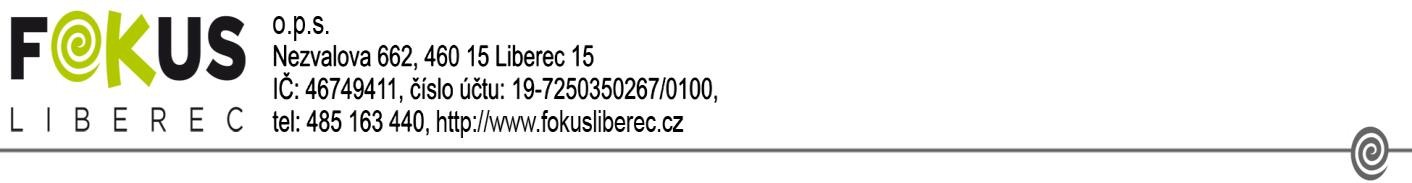 FOKUS
LIBEREC
o.p.s.
Nezvalova 662, 460 15 Liberec 15
IČ: 46749411, číslo účtu: 19-7250350267/0100,
tel: 485 163 440, http://www.fokusliberec.cz